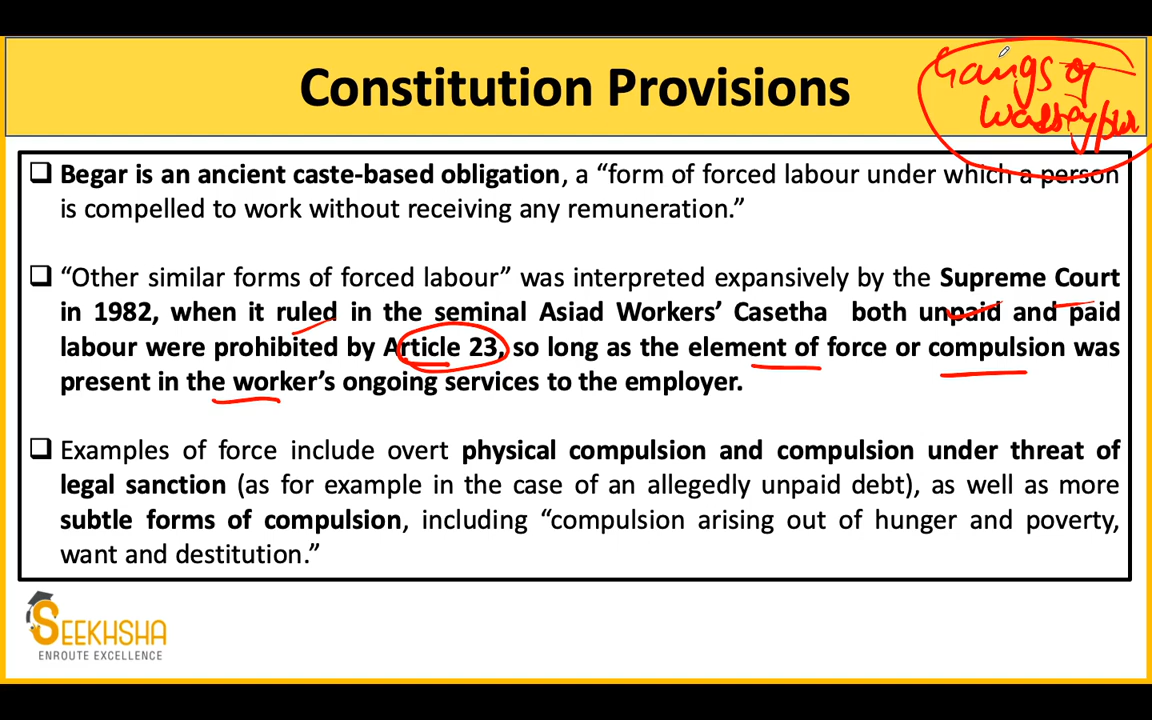 Constitution Provisions
Gangs of
Wasseypur
❑ Begar is an ancient caste-based obligation, a “form of forced labour under which a person
is compelled to work without receiving any remuneration.”
❑ “Other similar forms of forced labour” was interpreted expansively by the Supreme Court
in 1982, when it ruled in the seminal Asiad Workers’ Casetha both unpaid and paid
labour were prohibited by Article 23, so long as the element of force or compulsion was
present in the worker’s ongoing services to the employer.
❑ Examples of force include overt physical compulsion and compulsion under threat of
legal sanction (as for example in the case of an allegedly unpaid debt), as well as more
subtle forms of compulsion, including “compulsion arising out of hunger and poverty,
want and destitution.”
SEEKHSHA
ENROUTE EXCELLENCE